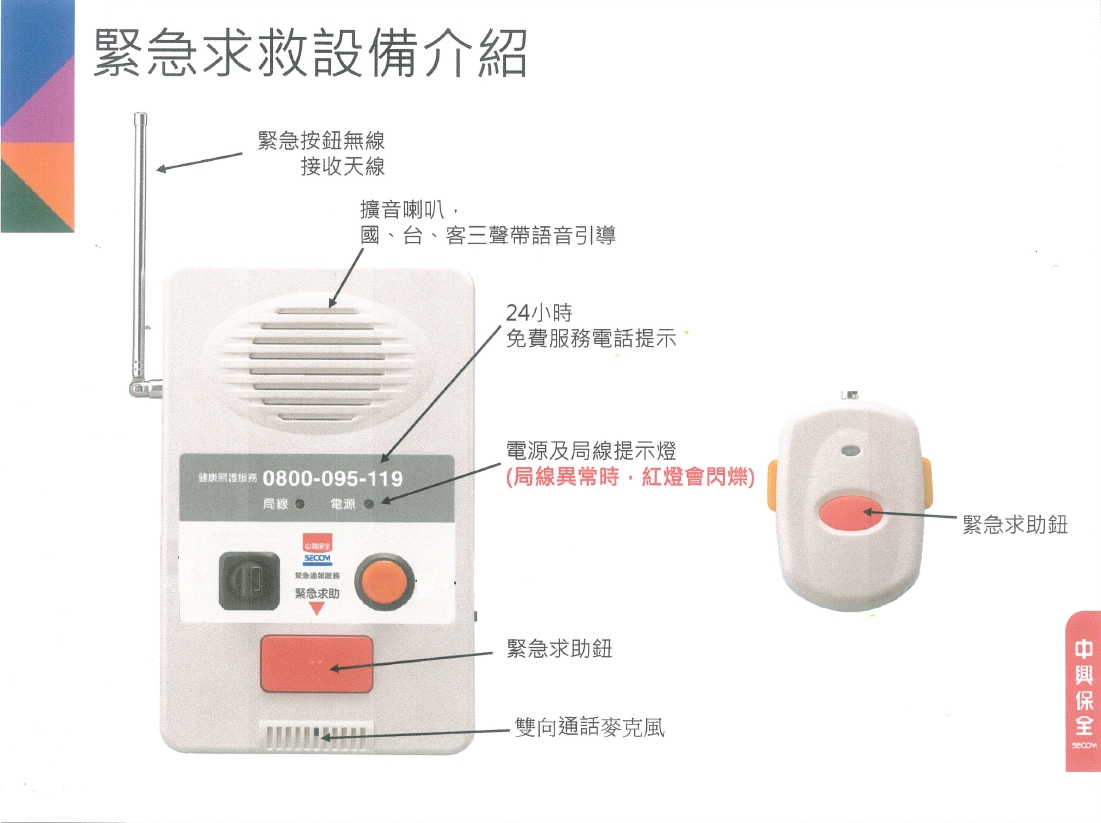 緊急求救設備介紹
緊急按鈕無線
接收天線
擴音喇叭，
國、台、客三聲帶語音引導
24小時
免費服務電話提示
電源及局線提示燈
(局線異常時，紅燈會閃爍)
健康照護服務 0800-095-119
局線 電源
中興保全
SECOM
緊急通報服務
緊急求助
緊急求助鈕
緊急求助鈕
雙向通話麥克風
中興保全
SECOM